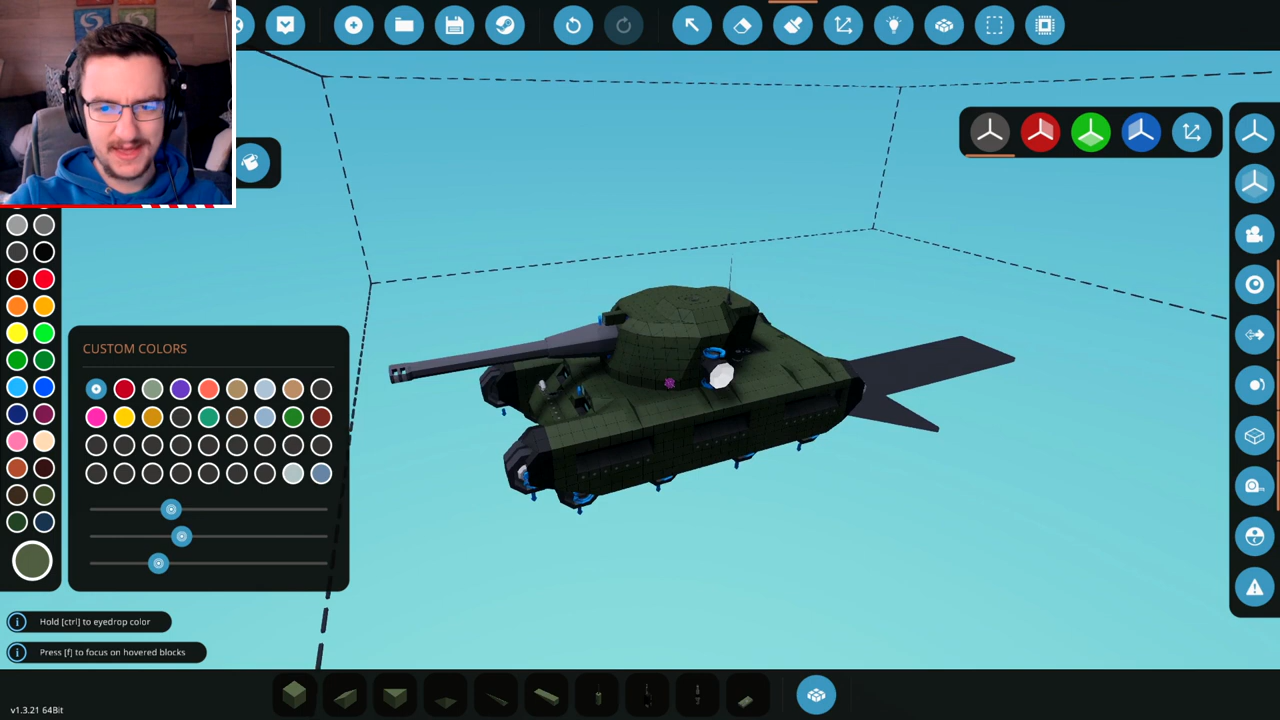 CUSTOM COLORS
Hold [ctrl] to eyedrop color
Press [f] to focus on hovered blocks
v1.3.21 64Bit